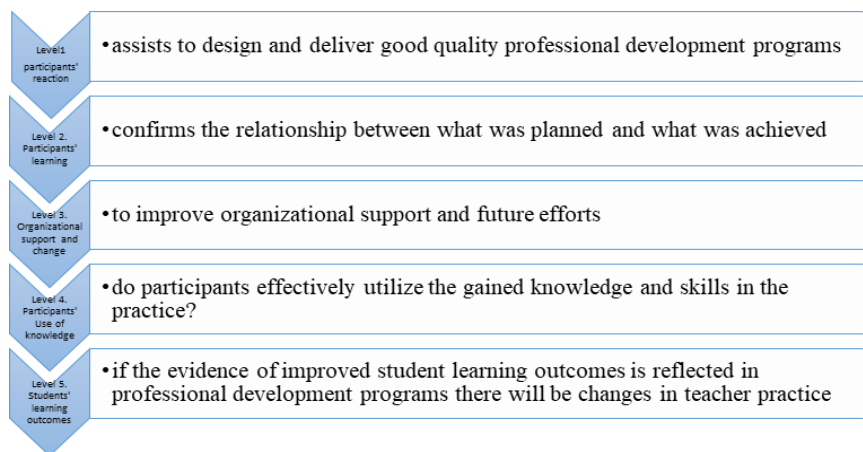 Level1
participants'
reaction
•assists to design and deliver good quality professional development programs
Level 2.
Participants'
learning
•confirms the relationship between what was planned and what was achieved
Level 3.
Organizational
support and
change
•to improve organizational support and future efforts
Level 4.
Participants'
Use of
knowledge
•do participants effectively utilize the gained knowledge and skills in the
practice?
Level 5.
Students'
learning
outcomes
•if the evidence of improved student learning outcomes is reflected in
professional development programs there will be changes in teacher practice